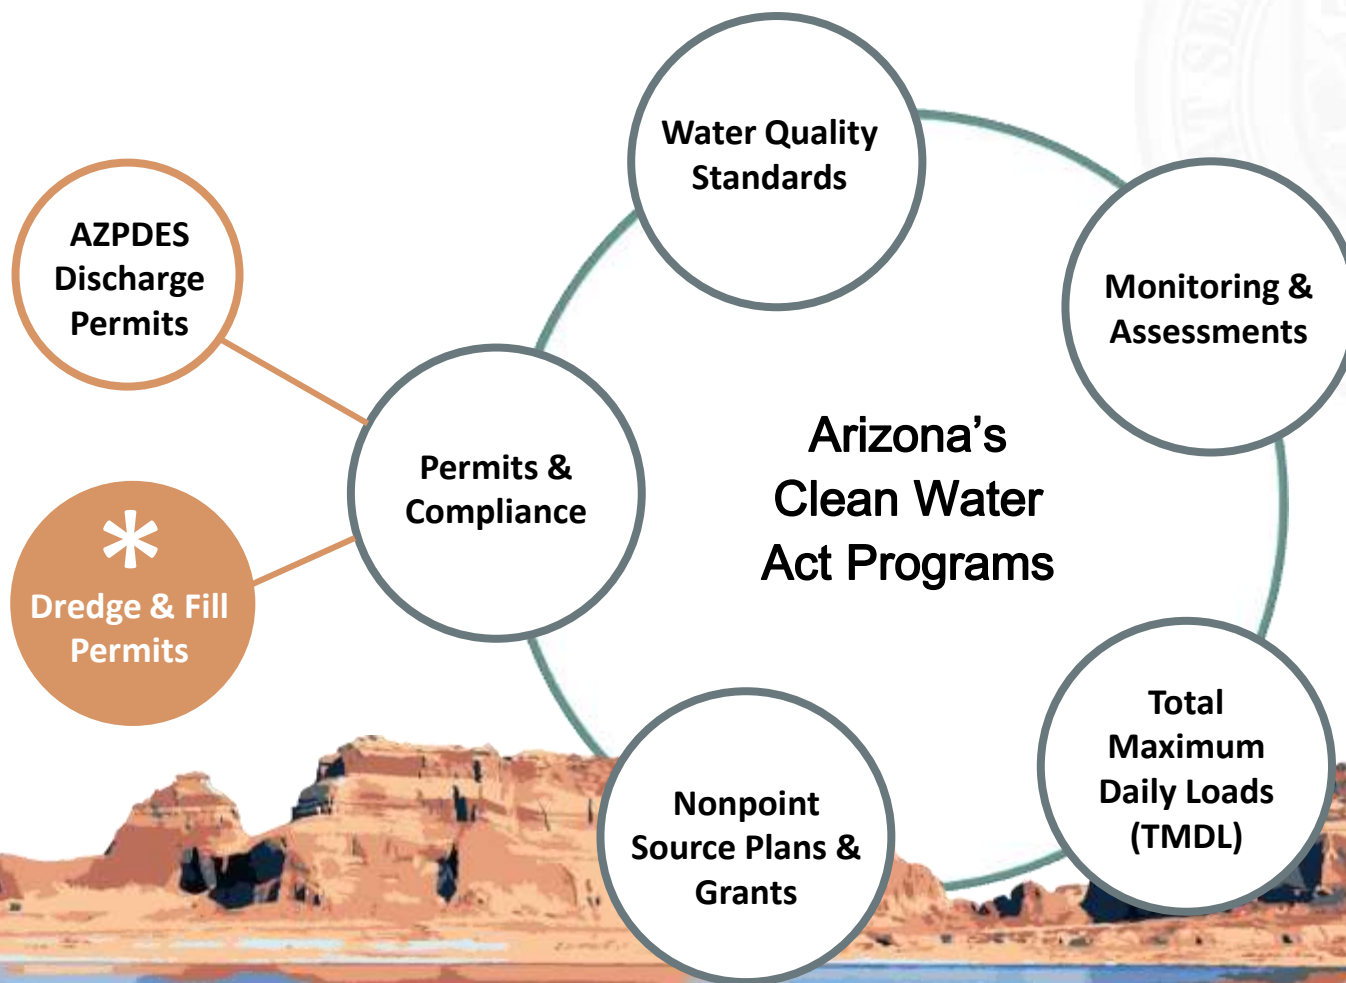 Water Quality
Standards
AZPDES
Discharge
Permits
Monitoring &
Assessments
Arizona's
Clean Water
Act Programs
Permits &
Compliance
*
Dredge & Fill
Permits
Total
Maximum
Daily Loads
(TMDL)
Nonpoint
Source Plans &
Grants